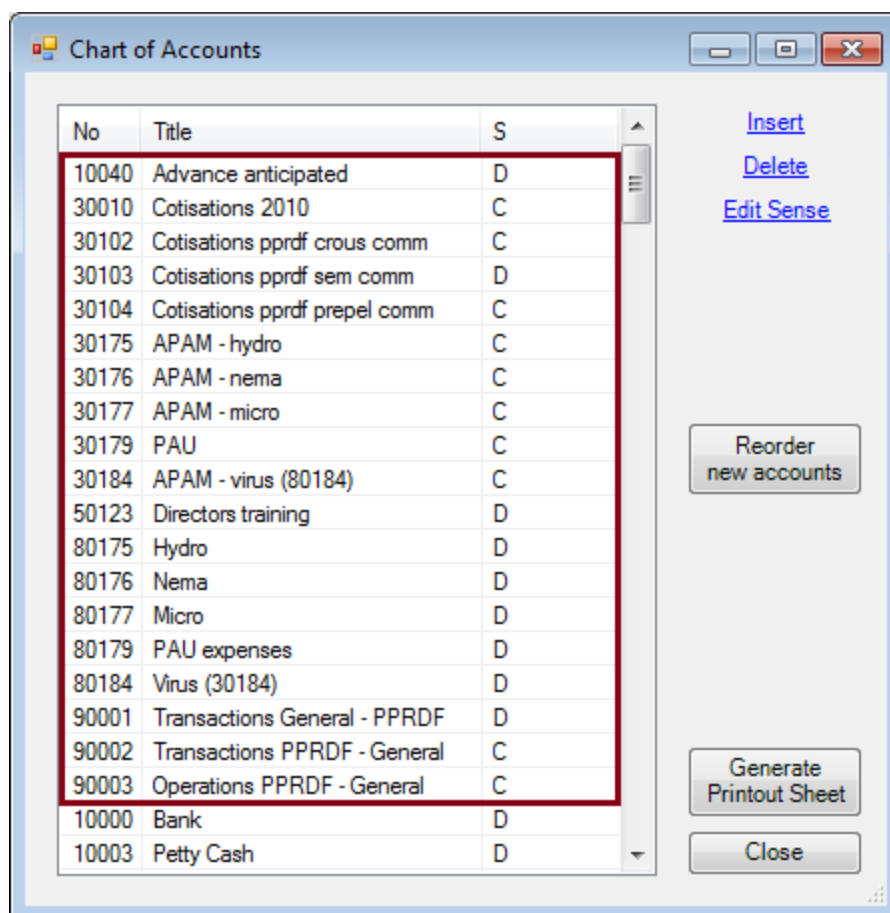 Chart of Accounts
No Title S
10040 Advance anticipated D
30010 Cotisations 2010 C
30102 Cotisations pprdf crous comm C
30103 Cotisations pprdf sem comm D
30104 Cotisations pprdf prepel comm C
30175 APAM - hydro C
30176 APAM - nema C
30177 APAM - micro C
30179 PAU C
30184 APAM - virus (80184) C
50123 Directors training D
80175 Hydro D
80176 Nema D
80177 Micro D
80179 PAU expenses D
80184 Virus (30184) D
90001 Transactions General - PPRDF D
90002 Transactions PPRDF - General C
90003 Operations PPRDF - General C
10000 Bank D
10003 Petty Cash D
Insert
Delete
Edit Sense
Reorder
new accounts
Generate
Printout Sheet
Close